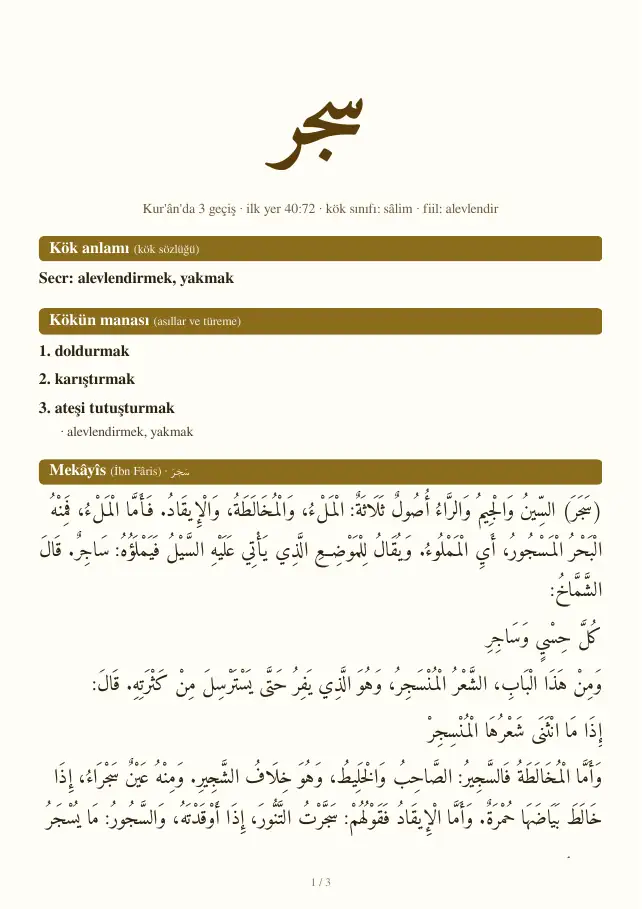 سجر
Kur'ân'da 3 geçiş · ilk yer 40:72 · kök sınıfı: sâlim · fiil: alevlendir
Kök anlamı (kök sözlüğü)
Secr: alevlendirmek, yakmak
Kökün manası (asıllar ve türeme)
1. doldurmak
2. karıştırmak
3. ateşi tutuşturmak
· alevlendirmek, yakmak
Mekâyîs (İbn Fâris) · سَجَرَ
(سَجَرَ) السِّينُ وَالْجِيمُ وَالرَّاءُ أُصُولٌ ثَلَاثَةٌ: الْمَلْءُ، وَالْمُخَالَطَةُ، وَالْإِيقَادُ. فَأَمَّا الْمَلْءُ، فَمِنْهُ
الْبَحْرُ الْمَسْجُورُ، أَيِ الْمَمْلُوءُ. وَيُقَالُ لِلْمَوْضِعِ الَّذِي يَأْتِي عَلَيْهِ السَّيْلُ فَيَمْلَؤُهُ: سَاجِرٌ. قَالَ
الشَّمَّاخُ:
كُلَّ حِسْيٍ وَسَاجِرِ
وَمِنْ هَذَا الْبَابِ، الشَّعْرُ الْمُنْسَجِرُ، وَهُوَ الَّذِي يَفِرُ حَتَّى يَسْتَرْسِلَ مِنْ كَثْرَتِهِ. قَالَ:
إِذَا مَا انْثَنَى شَعْرُهَا الْمُنْسِجِرْ
وَأَمَّا الْمُخَالَطَةُ فَالسَّجِيرُ: الصَّاحِبُ وَالْخَلِيطُ، وَهُوَ خِلَافُ الشَّجِيرِ. وَمِنْهُ عَيْنٌ سَجْرَاءُ، إِذَا
خَالَطَ بَيَاضَهَا حُمْرَةٌ. وَأَمَّا الْإِيقَادُ فَقَوْلُهُمْ: سَجَّرْتُ التَّنُّورَ، إِذَا أَوْقَدْتَهُ، وَالسَّجُورُ: مَا يُسْجَرُ
1 / 3